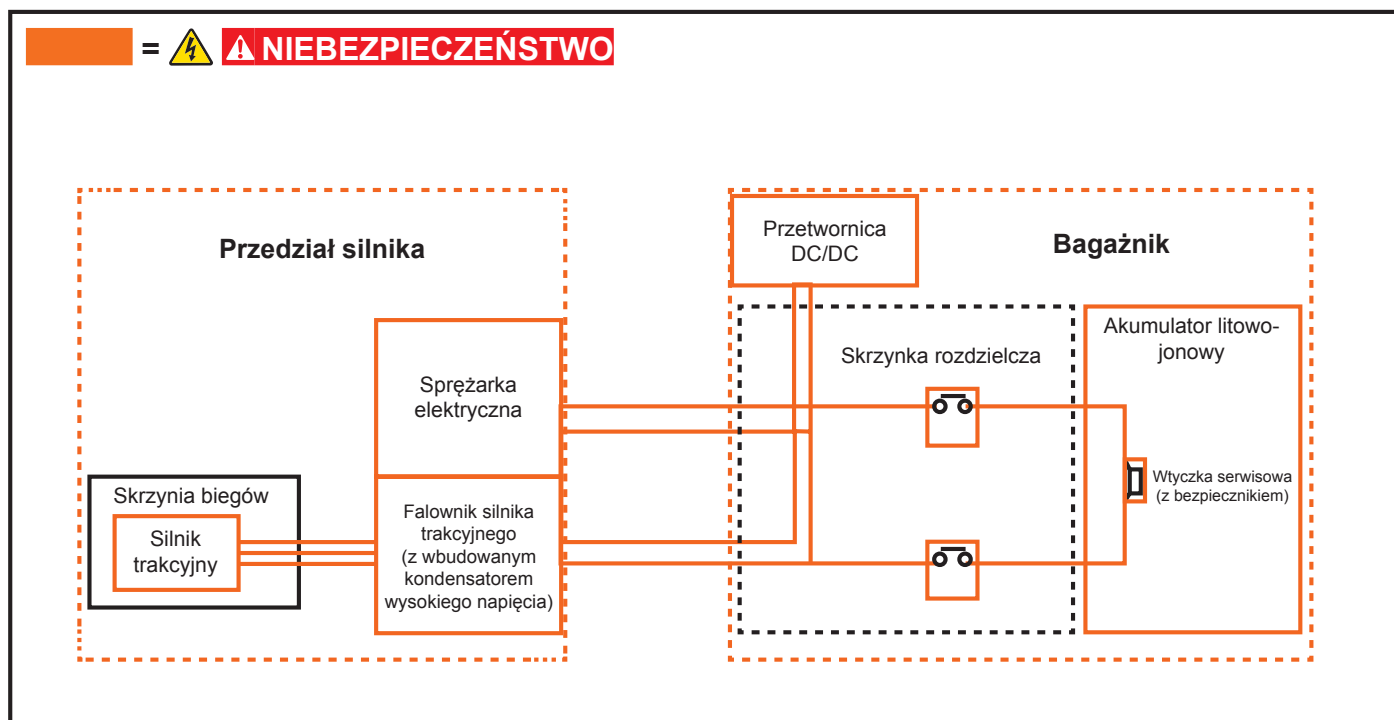 = NIEBEZPIECZEŃSTWO
Przedział silnika
Przetwornica
DC/DC
Bagażnik
Sprężarka
elektryczna
Skrzynka rozdzielcza
Akumulator litowo-
jonowy
Skrzynia biegów
Silnik
trakcyjny
Falownik silnika
trakcyjnego
(z wbudowanym
kondensatorem
wysokiego napięcia)
Wtyczka serwisowa
(z bezpiecznikiem)